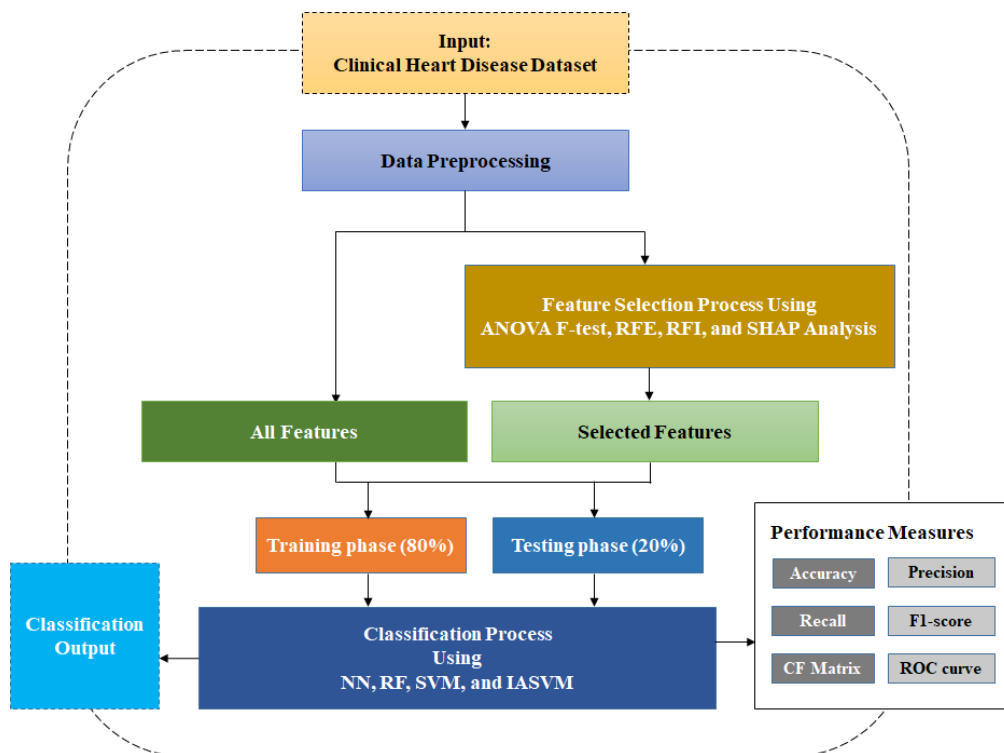 Input:
Clinical Heart Disease Dataset
Data Preprocessing
Feature Selection Process Using
ANOVA F-test, RFE, RFI, and SHAP Analysis
All Features
Selected Features
Training phase (80%)
Testing phase (20%)
Classification Process
Using
NN, RF, SVM, and IASVM
Classification
Output
Performance Measures
Accuracy
Precision
Recall
F1-score
CF Matrix
ROC curve